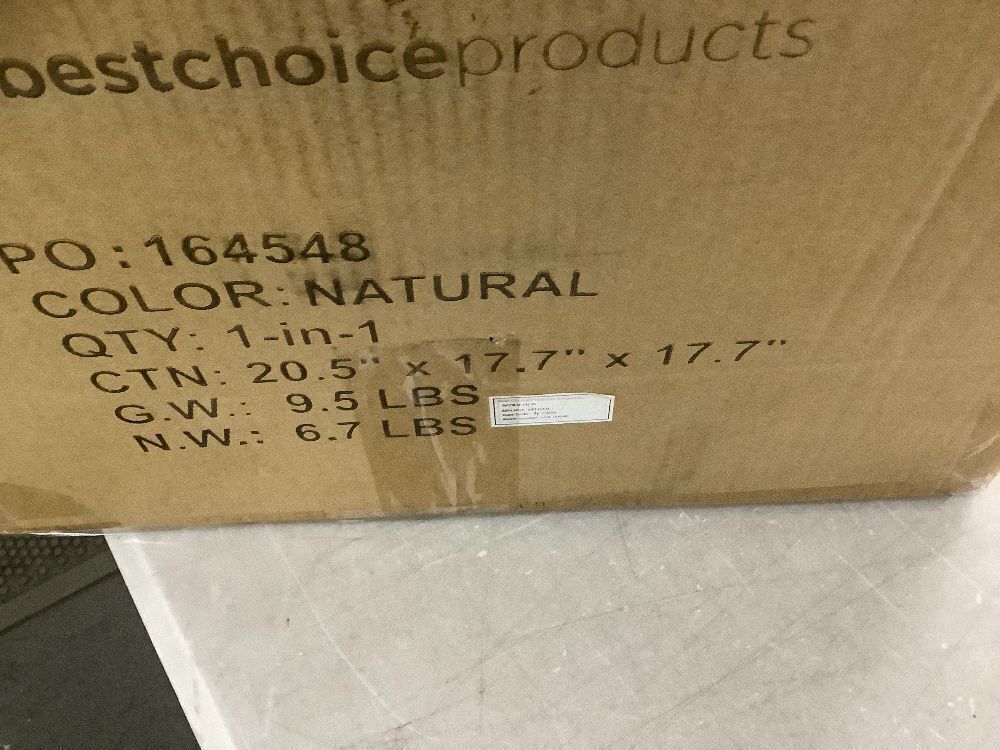 bestchoiceproducts
PO: 164548
COLOR: NATURAL
QTY: 1-in-1
CTN: 20.5" x 17.7" x 17.7"
G.W.: 9.5 LBS
N.W.: 6.7 LBS